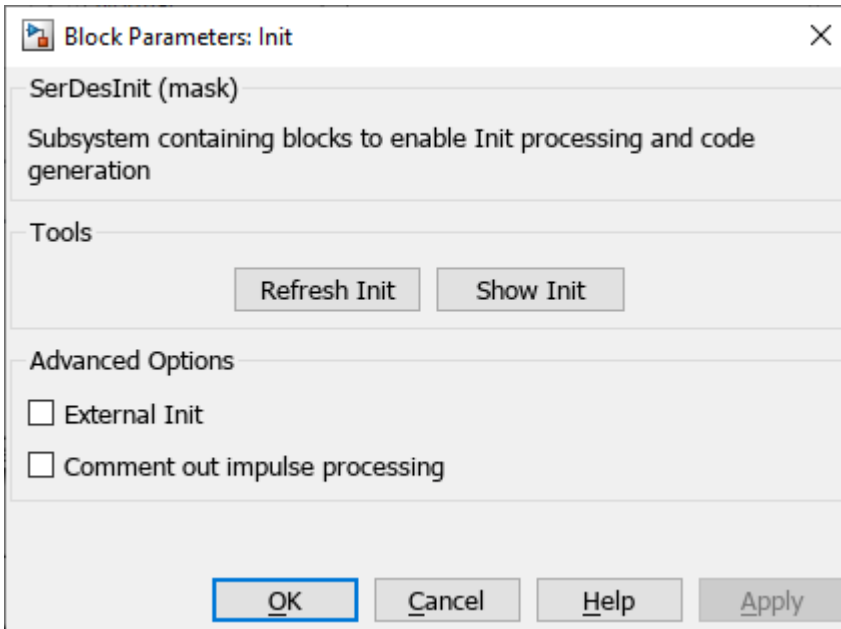 Block Parameters: Init
SerDesInit (mask)
Subsystem containing blocks to enable Init processing and code
generation
Tools
Refresh Init Show Init
Advanced Options
External Init
Comment out impulse processing
OK Cancel Help Apply